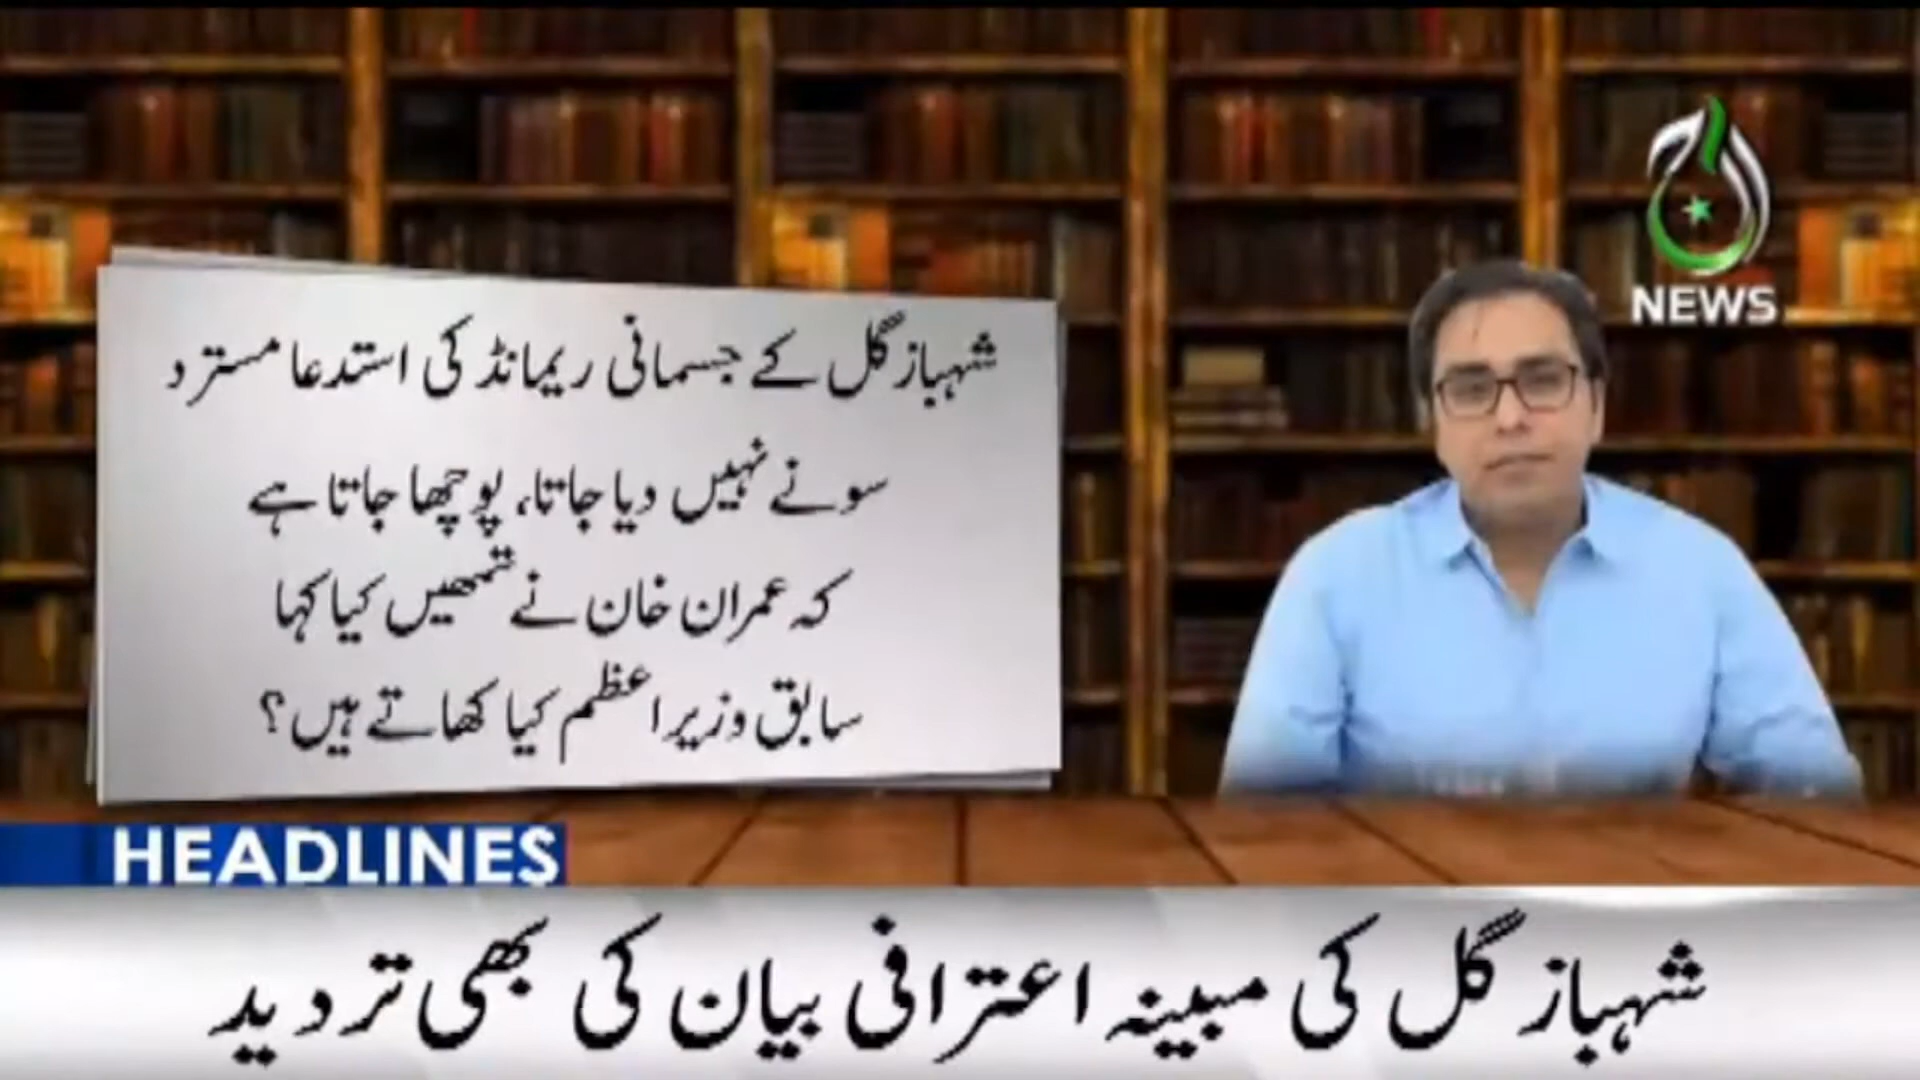 NEWS
شہباز گل کے جسمانی ریمانڈ کی استدعا مسترد
سونے نہیں دیا جاتا، پوچھا جاتا ہے
کہ عمران خان نے تمھیں کیا کہا
سابق وزیراعظم کیا کھاتے ہیں؟
HEADLINES
شہباز گل کی مبینہ اعترافی بیان کی بھی تردید